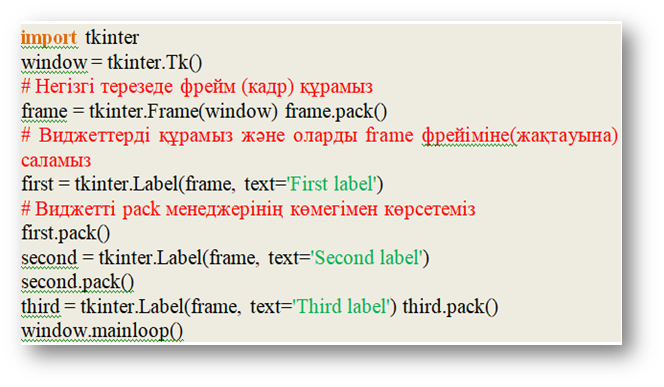 import tkinter
window = tkinter.Tk()
# Негізгі терезеде фрейм (кадр) құрамыз
frame = tkinter.Frame(window) frame.pack()
# Виджеттерді құрамыз және оларды frame фрейіміне(жақтауына)
саламыз
first = tkinter.Label(frame, text='First label')
# Виджетті pack менеджерінің көмегімен көрсетеміз
first.pack()
second = tkinter.Label(frame, text='Second label')
second.pack()
third = tkinter.Label(frame, text='Third label') third.pack()
window.mainloop()